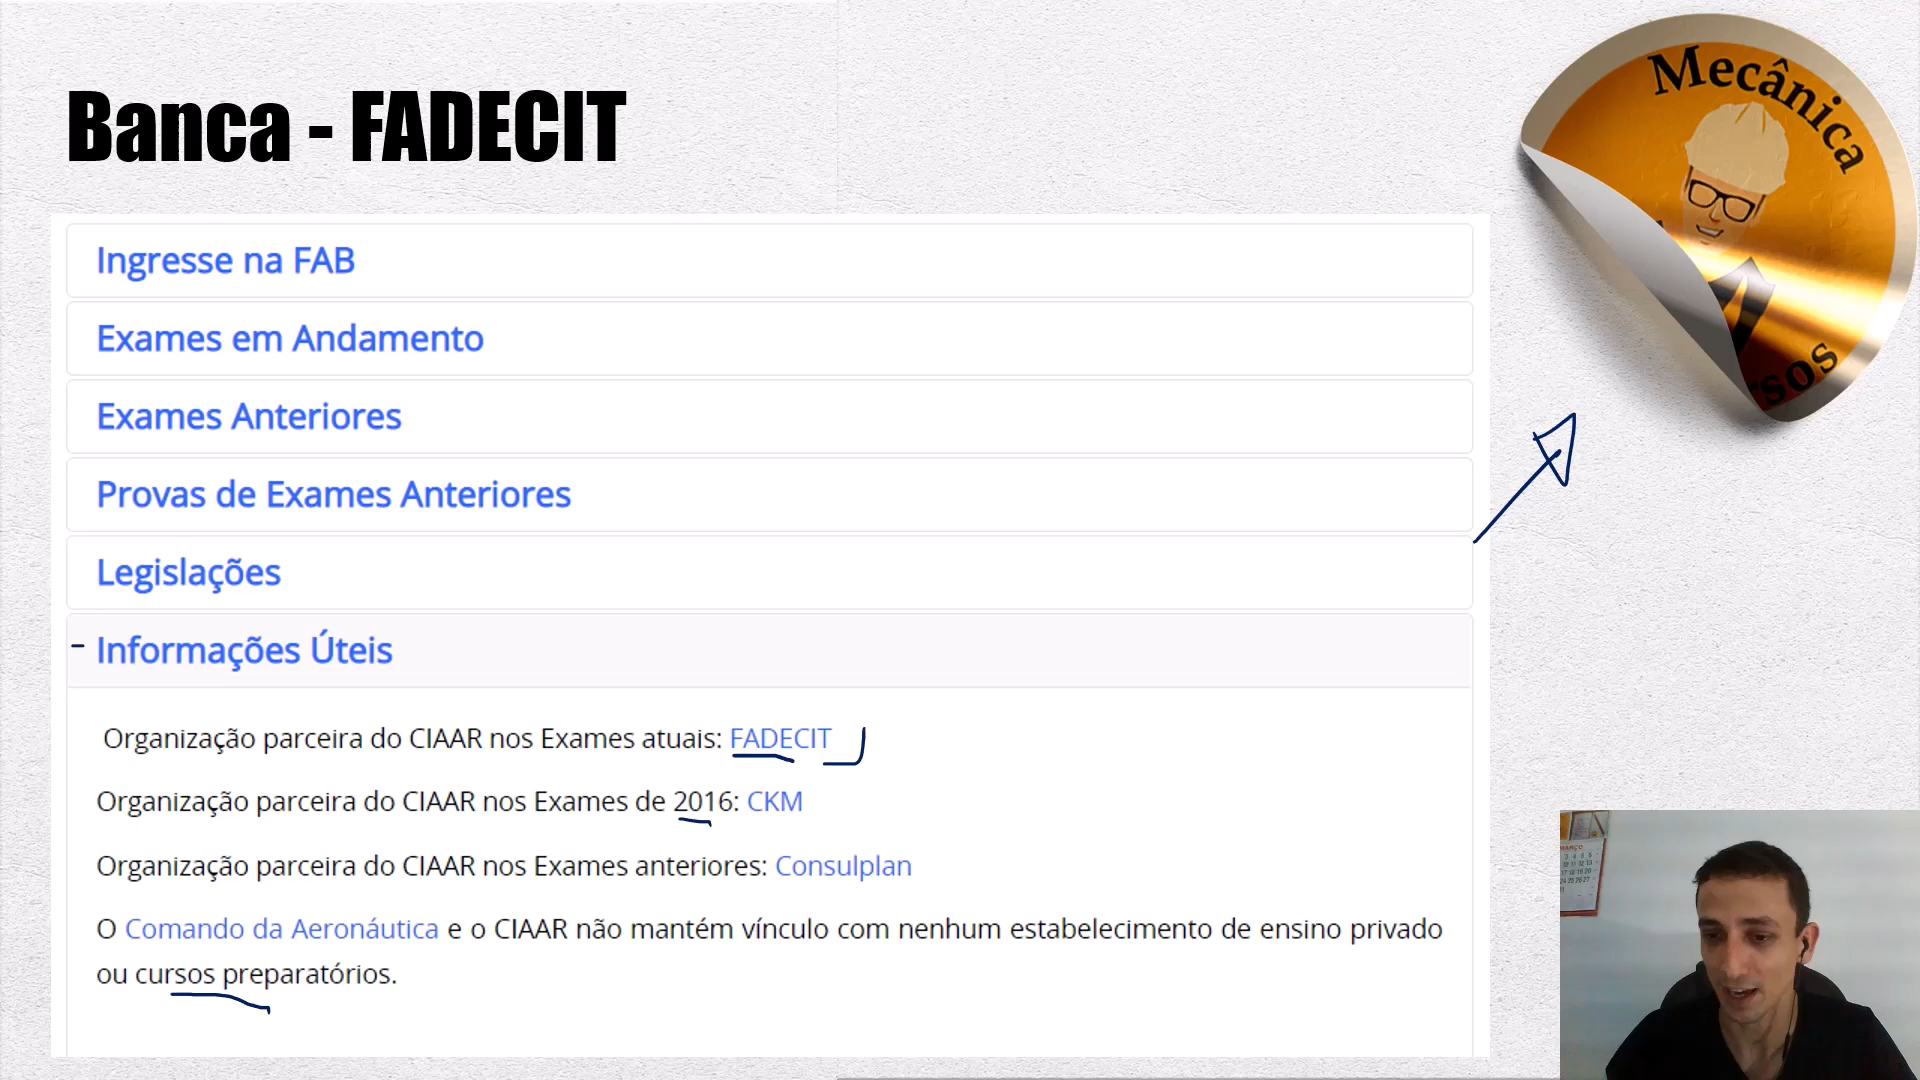 Banca - FADECIT
Mecânica
sos
Ingresse na FAB
Exames em Andamento
Exames Anteriores
Provas de Exames Anteriores
Legislações
Informações Úteis
Organização parceira do CIAAR nos Exames atuais: FADECIT
Organização parceira do CIAAR nos Exames de 2016: CKM
Organização parceira do CIAAR nos Exames anteriores: Consulplan
O Comando da Aeronáutica e o CIAAR não mantém vínculo com nenhum estabelecimento de ensino privado
ou cursos preparatórios.